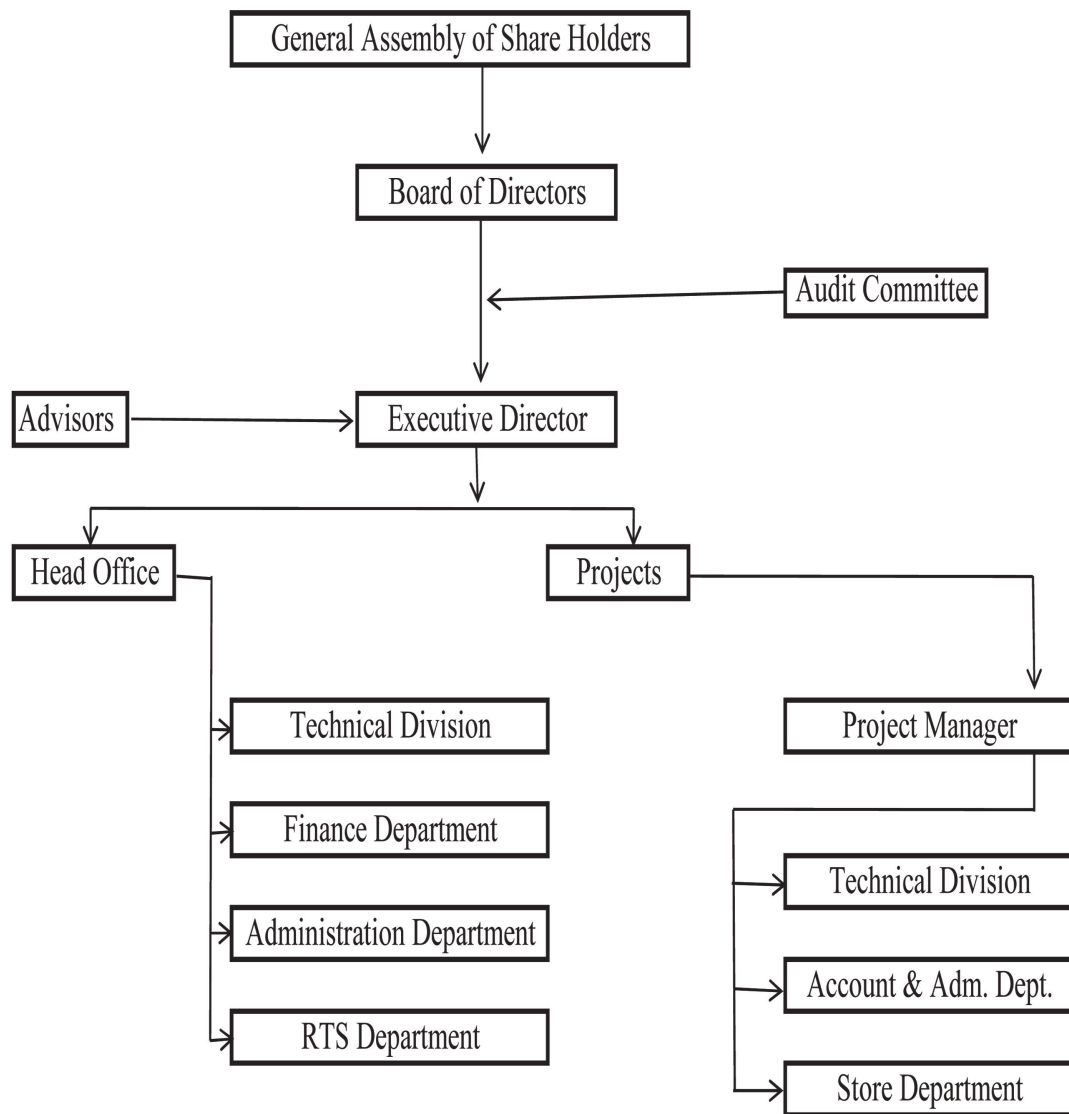 General Assembly of Share Holders
Board of Directors
Audit Committee
Advisors
Executive Director
Head Office
Projects
Technical Division
Project Manager
Finance Department
Technical Division
Administration Department
Account & Adm. Dept.
RTS Department
Store Department